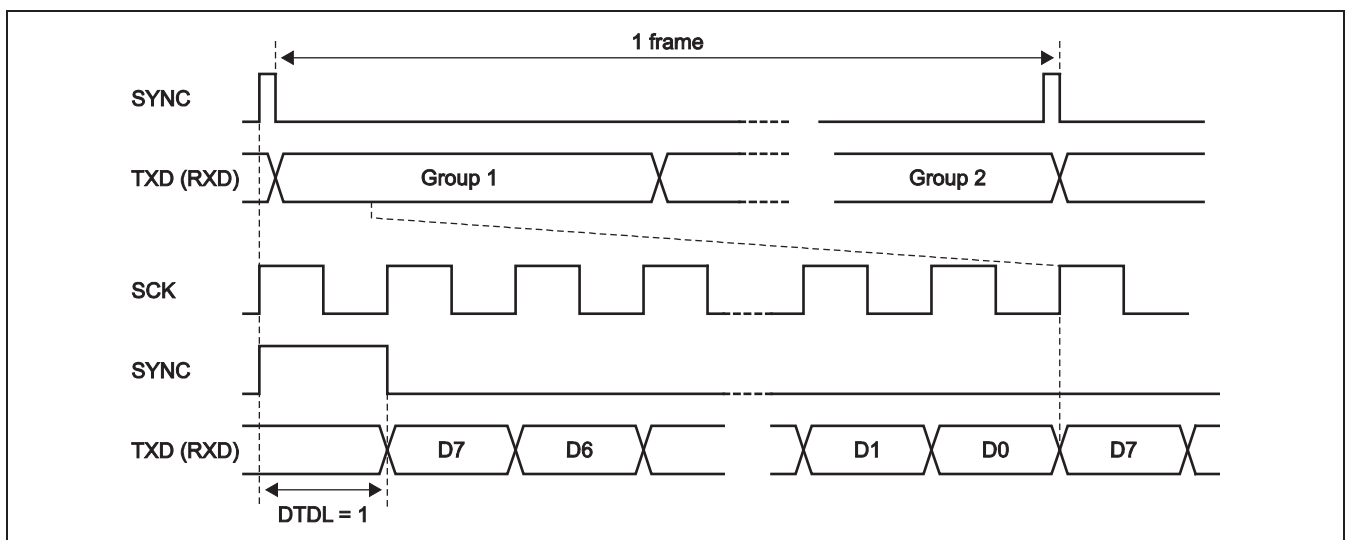 1 frame
SYNC
TXD (RXD) Group 1 Group 2
SCK
SYNC
TXD (RXD) D7 D6 D1 D0 D7
DTDL = 1